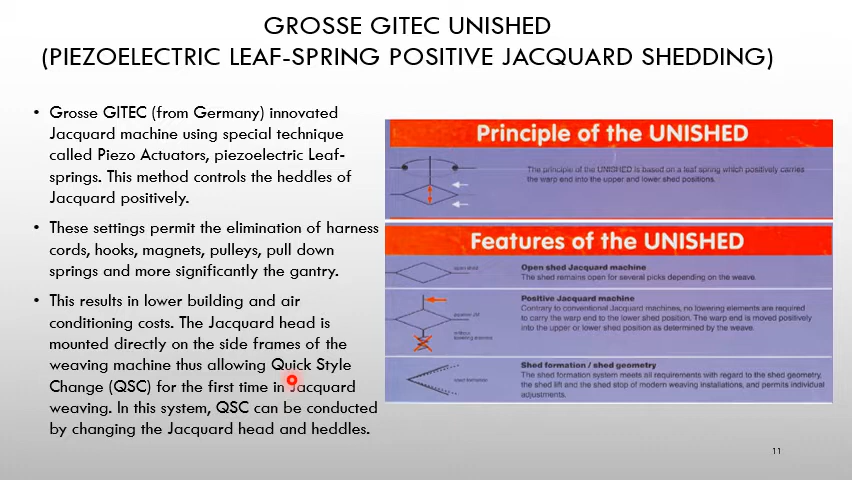 GROSSE GITEC UNISHED
(PIEZOELECTRIC LEAF-SPRING POSITIVE JACQUARD SHEDDING)
• Grosse GITEC (from Germany) innovated
Jacquard machine using special technique
called Piezo Actuators, piezoelectric Leaf-
springs. This method controls the heddles of
Jacquard positively.
• These settings permit the elimination of harness
cords, hooks, magnets, pulleys, pull down
springs and more significantly the gantry.
• This results in lower building and air
conditioning costs. The Jacquard head is
mounted directly on the side frames of the
weaving machine thus allowing Quick Style
Change (QSC) for the first time in Jacquard
weaving. In this system, QSC can be conducted
by changing the Jacquard head and heddles.
Principle of the UNISHED
The principle of the UNISHED is based on a leaf spring which positively carries
the warp end into the upper and lower shed positions.
Features of the UNISHED
open shed
Open shed Jacquard machine
The shed remains open for several picks depending on the weave.
Positive Jacquard machine
Contrary to conventional Jacquard machines, no lowering elements are required
to carry the warp end to the lower shed position. The warp end is moved positively
into the upper or lower shed position as determined by the weave.
Shed formation / shed geometry
The shed formation system meets all requirements with regard to the shed geometry,
the shed lift and the shed stop of modern weaving installations, and permits individual
adjustments.
11